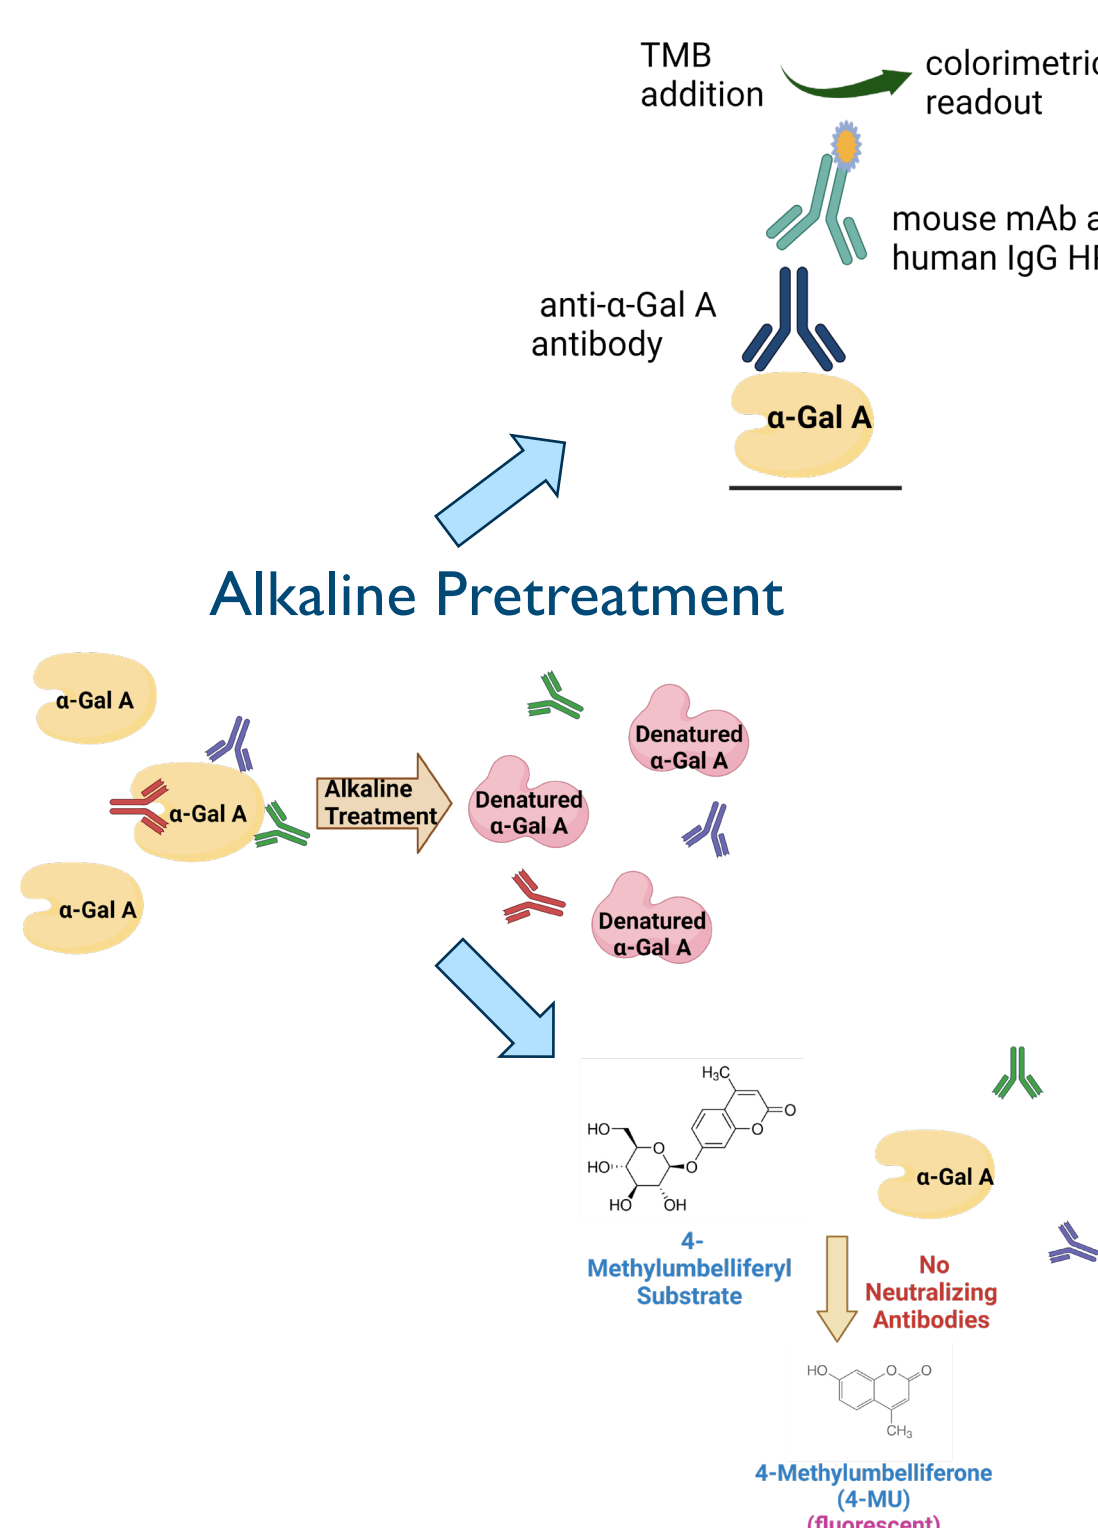 TMB
addition
colorimetric
readout
mouse mAb a
human IgG HR
anti-α-Gal A
antibody
α-Gal A
Alkaline Pretreatment
α-Gal A
α-Gal A
α-Gal A
Alkaline
Treatment
Denatured
α-Gal A
Denatured
α-Gal A
Denatured
α-Gal A
H₃C
O
O
HO
O
HO
O
HO
OH
α-Gal A
4-
Methylumbelliferyl
Substrate
No
Neutralizing
Antibodies
HO
O
O
CH₃
4-Methylumbelliferone
(4-MU)
(fluorescent)